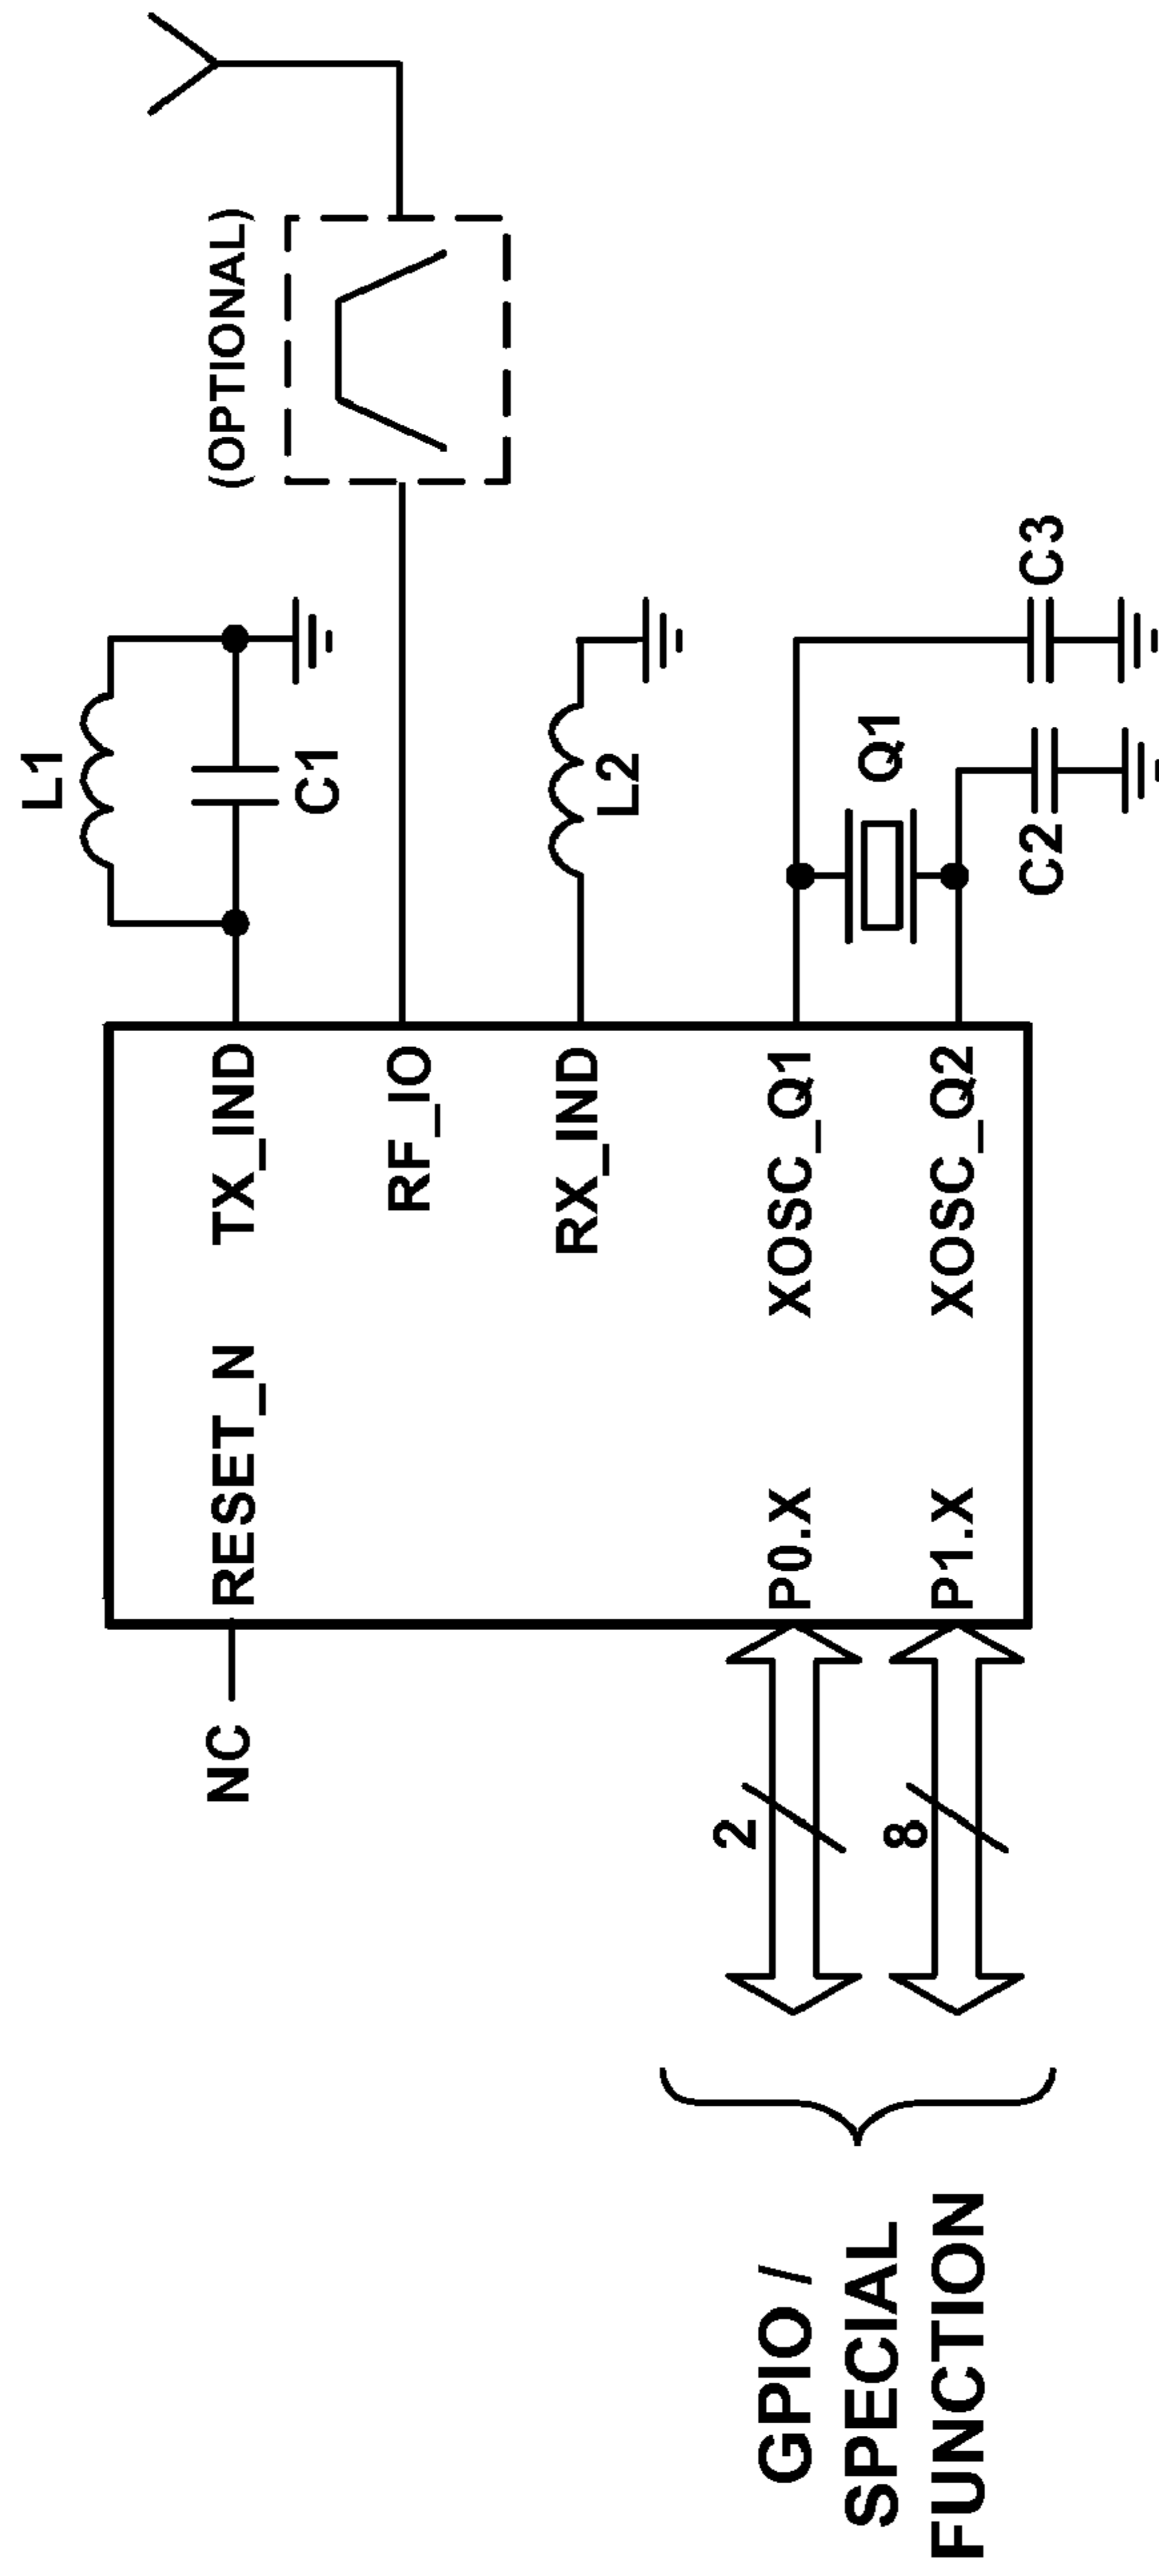 L1
C1
(OPTIONAL)
NC
RESET_N
TX_IND
RF_IO
RX_IND
L2
GPIO /
SPECIAL
FUNCTION
2
8
P0.X
P1.X
XOSC_Q1
XOSC_Q2
Q1
C2
C3